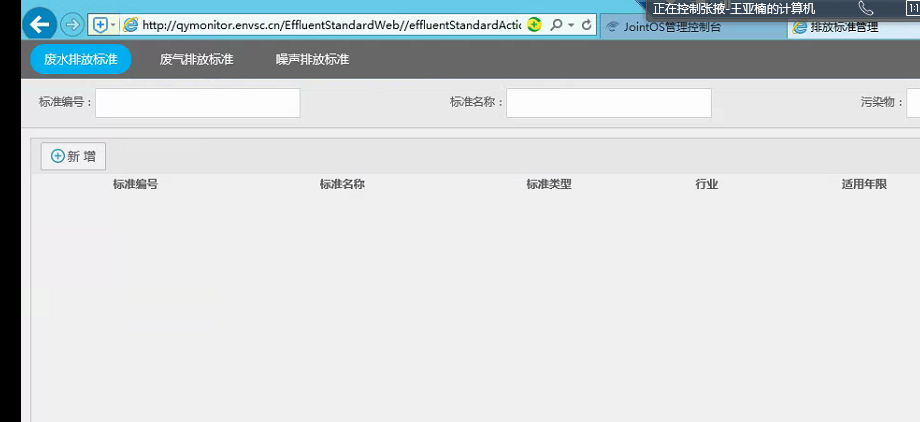 正在控制张掖-王亚楠的计算机
http://qymonitor.envsc.cn/EffluentStandardWeb//effluentStandardActi
JointOS管理控制台
排放标准管理
废水排放标准 废气排放标准 噪声排放标准
标准编号： 标准名称： 污染物：
新 增
标准编号 标准名称 标准类型 行业 适用年限